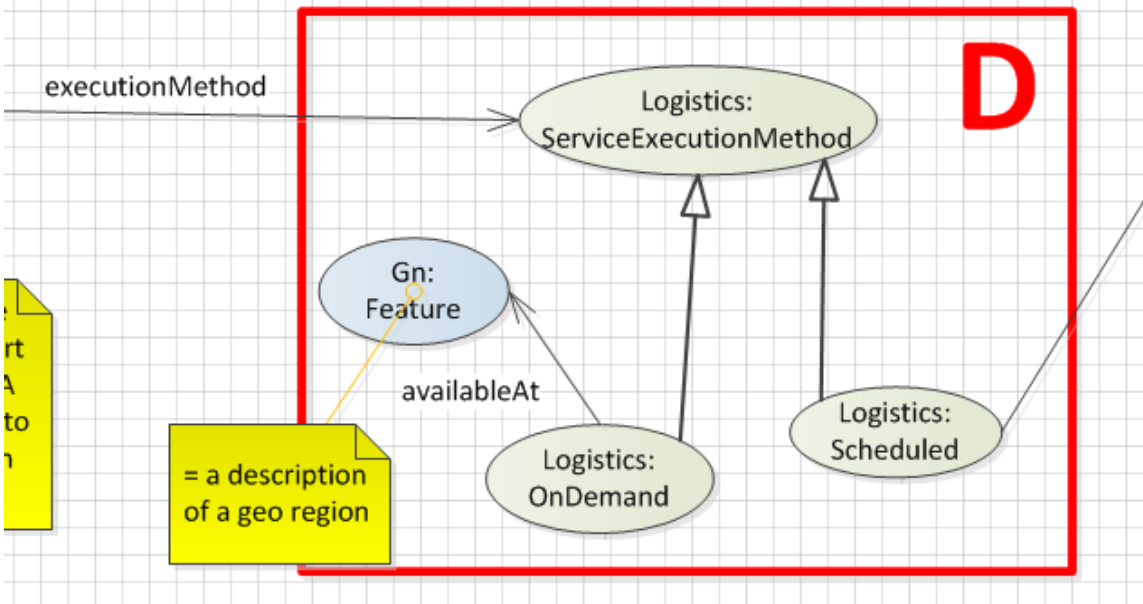 executionMethod
Logistics:
ServiceExecutionMethod
D
Gn:
Feature
rt
A
to
availableAt
Logistics:
Scheduled
= a description
of a geo region
Logistics:
OnDemand